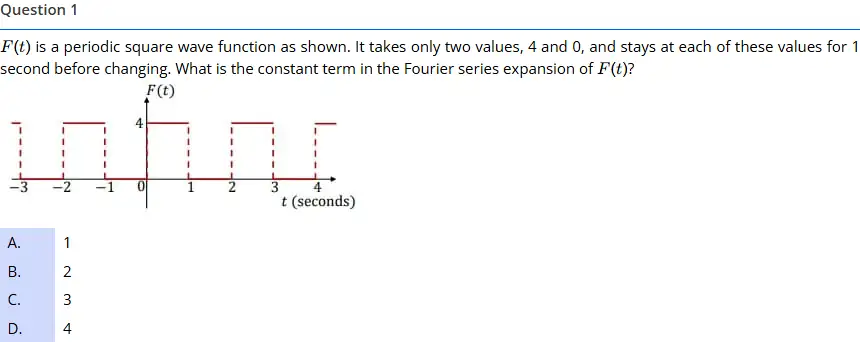 Question 1
F(t) is a periodic square wave function as shown. It takes only two values, 4 and 0, and stays at each of these values for 1
second before changing. What is the constant term in the Fourier series expansion of F(t)?
F(t)
4
−3 −2 −1 0 1 2 3 4
t (seconds)
A. 1
B. 2
C. 3
D. 4